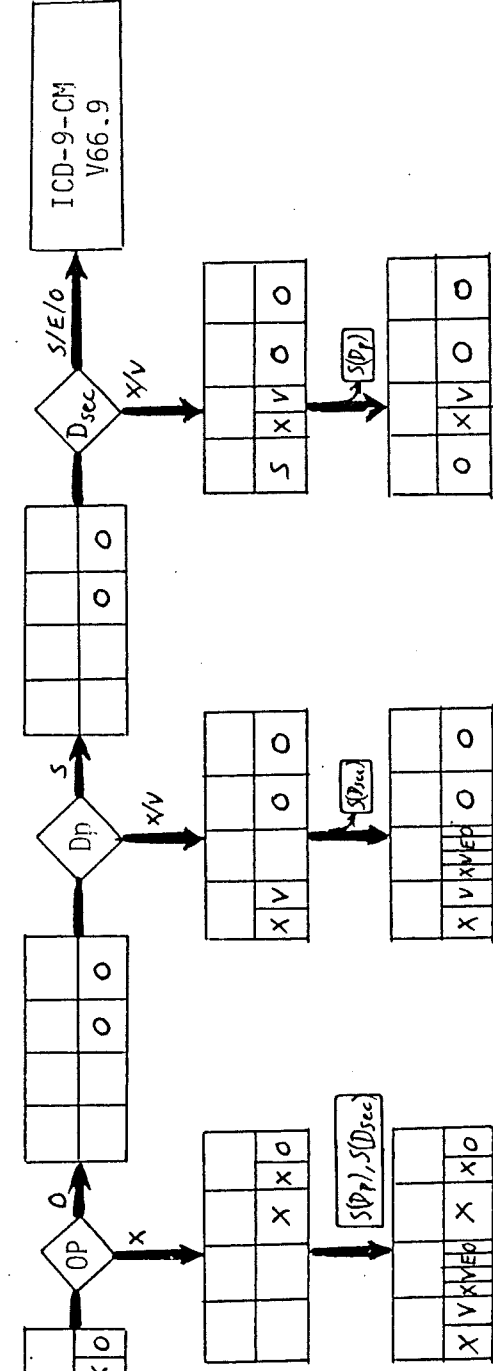 X O
OP
O
O O
Dp
S
O O
Dsec
S/E/O
ICD-9-CM
V66.9
X
X/V
X/V
X X O
X V O O
S X V O O
S(Dp), S(Dsec)
S(Dsec)
S(Dp)
X V X V E O X X O
X V X V E O O O
O X V O O